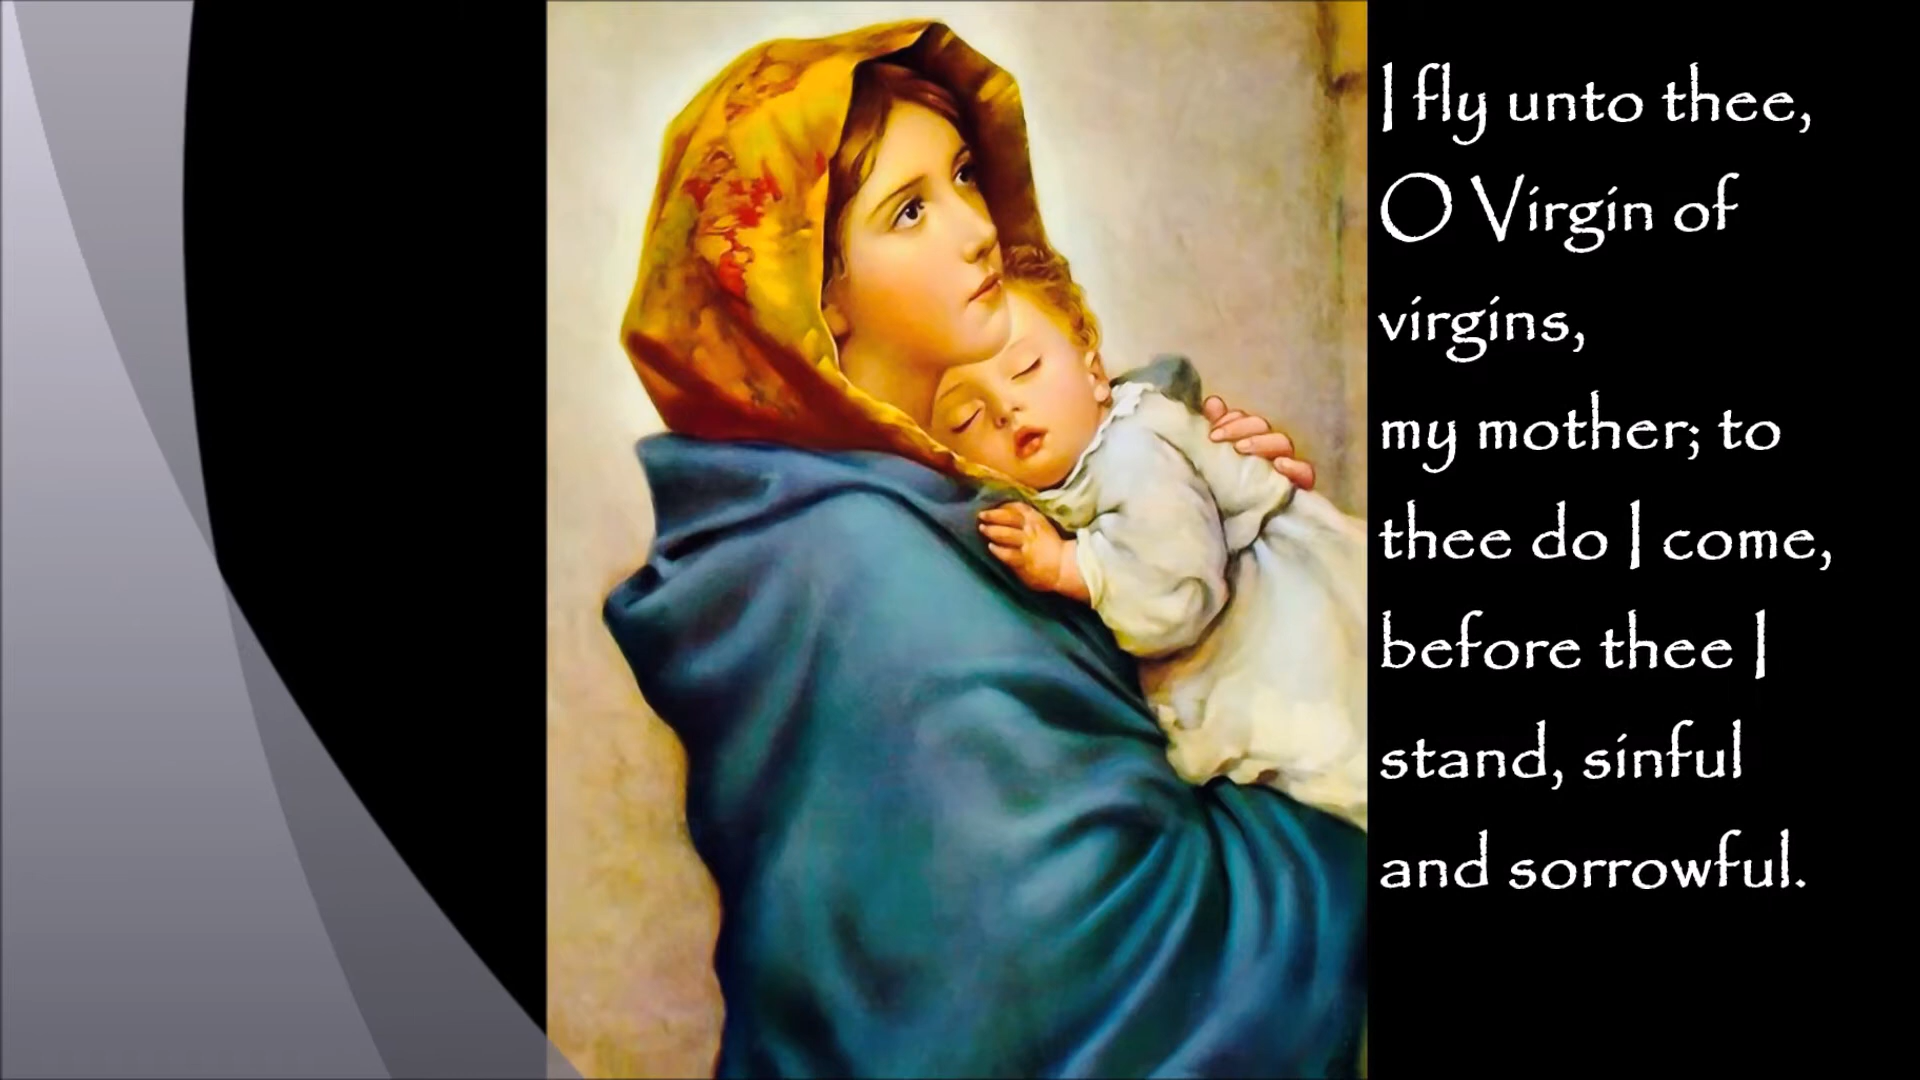 I fly unto thee,
O Virgin of
virgins,
my mother; to
thee do I come,
before thee I
stand, sinful
and sorrowful.